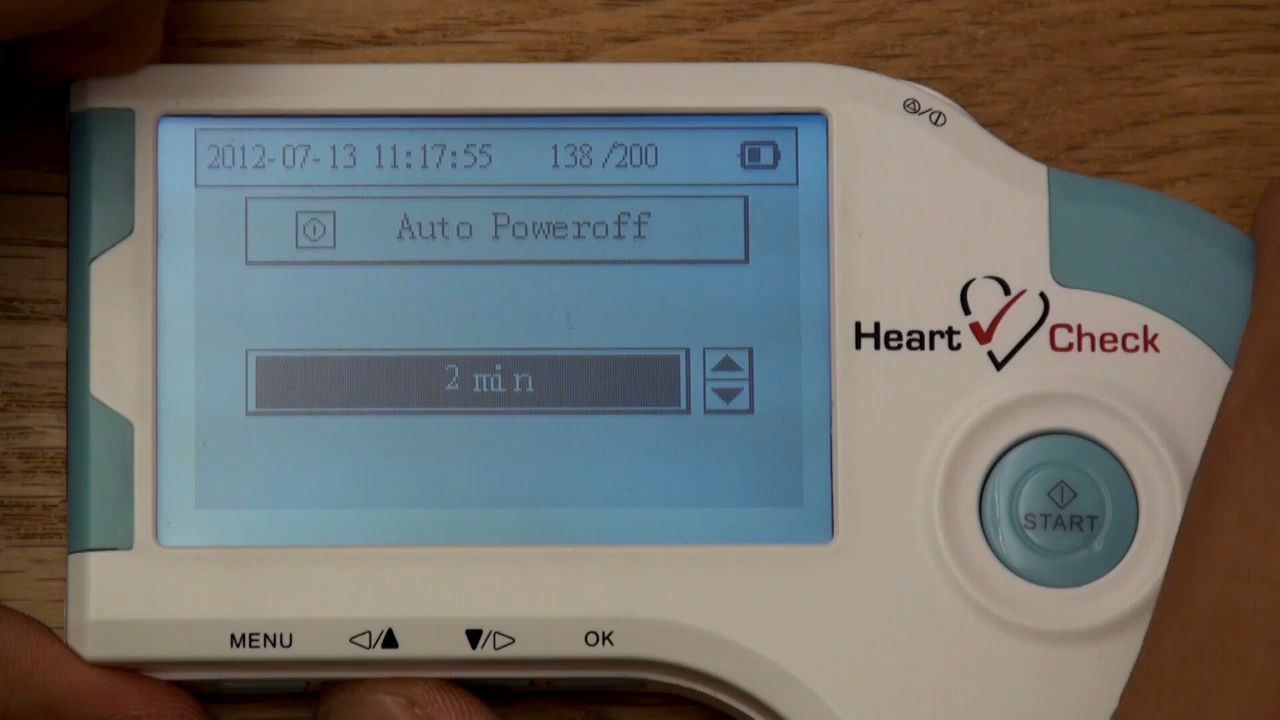 2012-07-13 11:17:55 138/200
Auto Poweroff
2 min
Heart Check
START
MENU
OK